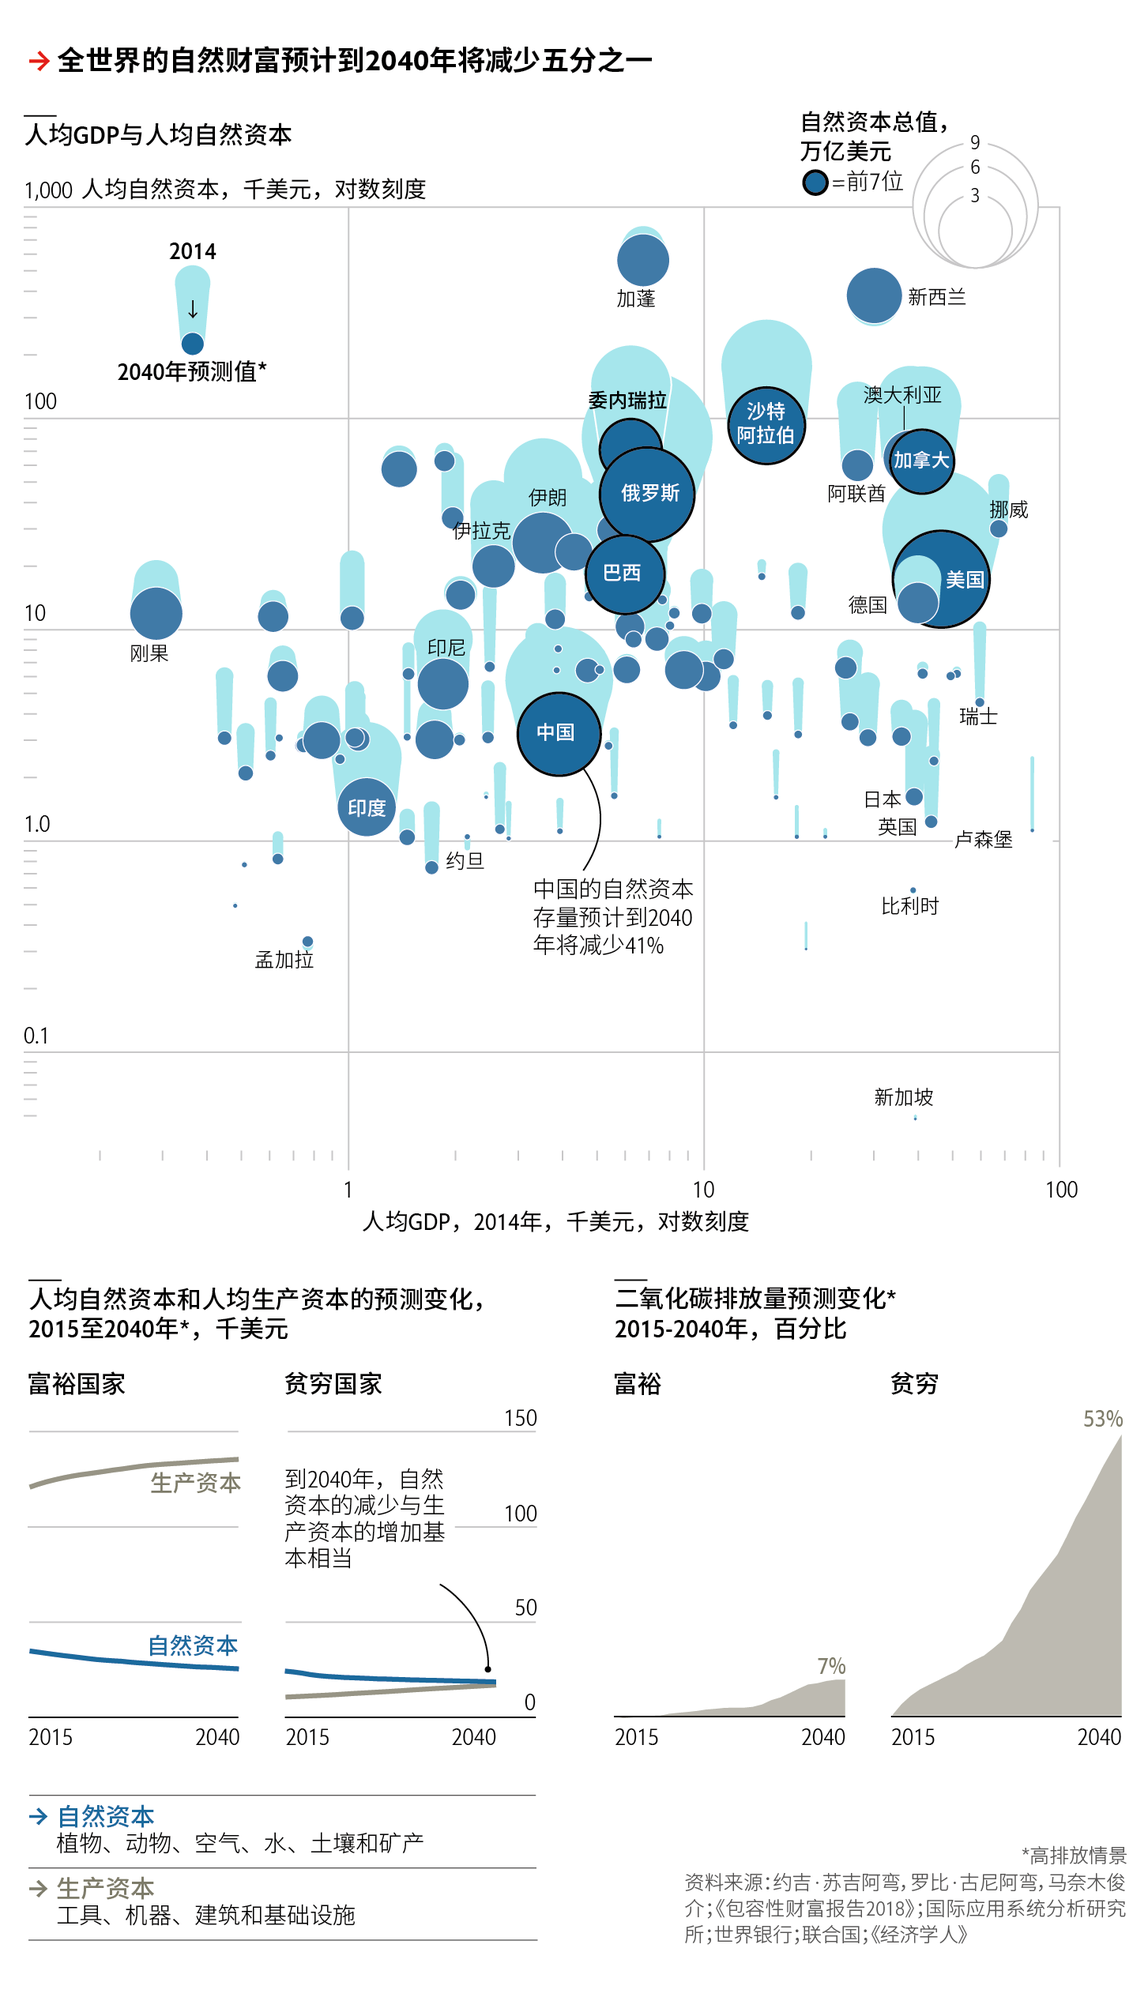 → 全世界的自然财富预计到2040年将减少五分之一
人均GDP与人均自然资本
自然资本总值，
万亿美元
=前7位
9
6
3
1,000 人均自然资本，千美元，对数刻度
2014
↓
2040年预测值*
加蓬
新西兰
100
委内瑞拉
沙特
阿拉伯
澳大利亚
加拿大
俄罗斯
阿联酋
伊朗
挪威
伊拉克
巴西
美国
德国
10
刚果
印尼
瑞士
中国
印度
日本
英国
1.0
卢森堡
约旦
中国的自然资本
存量预计到2040
年将减少41%
比利时
孟加拉
0.1
新加坡
1
10
100
人均GDP，2014年，千美元，对数刻度
人均自然资本和人均生产资本的预测变化，
2015至2040年*，千美元
富裕国家
贫穷国家
150
生产资本
到2040年，自然
资本的减少与生
产资本的增加基
本相当
100
50
自然资本
0
2015
2040
2015
2040
二氧化碳排放量预测变化*
2015-2040年，百分比
富裕
贫穷
53%
7%
2015
2040
2015
2040
→ 自然资本
植物、动物、空气、水、土壤和矿产
→ 生产资本
工具、机器、建筑和基础设施
*高排放情景
资料来源：约吉·苏吉阿弯，罗比·古尼阿弯，马奈木俊
介；《包容性财富报告2018》；国际应用系统分析研究
所；世界银行；联合国；《经济学人》